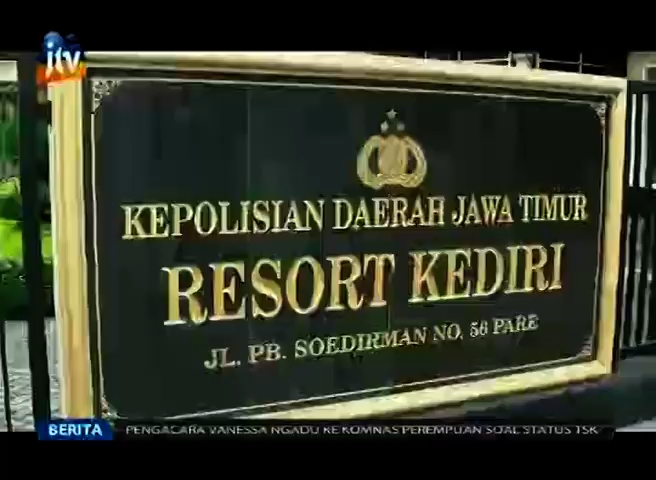 itv
KEPOLISIAN DAERAH JAWA TIMUR
RESORT KEDIRI
JL. PB. SOEDIRMAN NO. 56 PARE
BERITA
PENGACARA VANESSA NGADU KE KOMNAS PEREMPUAN SOAL STATUS TSK